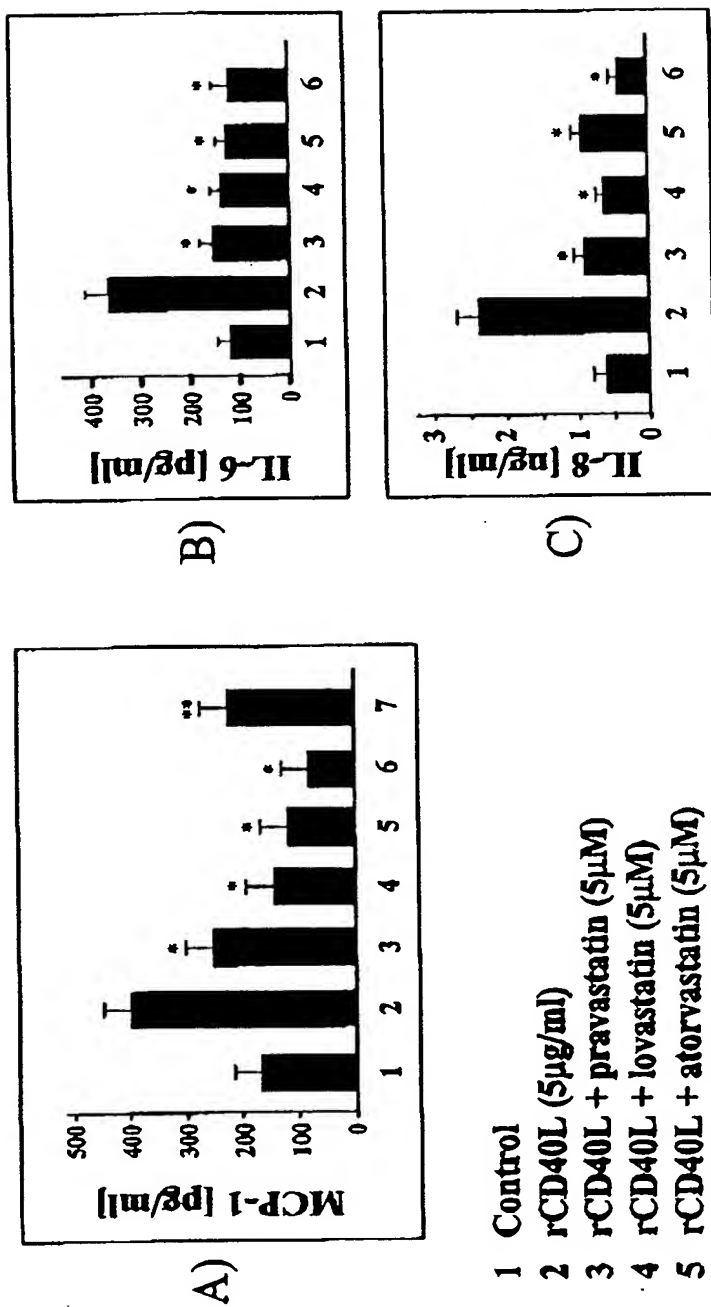 A)
MCP-1 [pg/ml]
500
400
300
200
100
0
* * * * **
1 2 3 4 5 6 7
B)
IL-6 [pg/ml]
400
300
200
100
0
* * * *
1 2 3 4 5 6
C)
IL-8 [ng/ml]
3
2
1
0
* * * *
1 2 3 4 5 6
1 Control
2 rCD40L (5µg/ml)
3 rCD40L + pravastatin (5µM)
4 rCD40L + lovastatin (5µM)
5 rCD40L + atorvastatin (5µM)